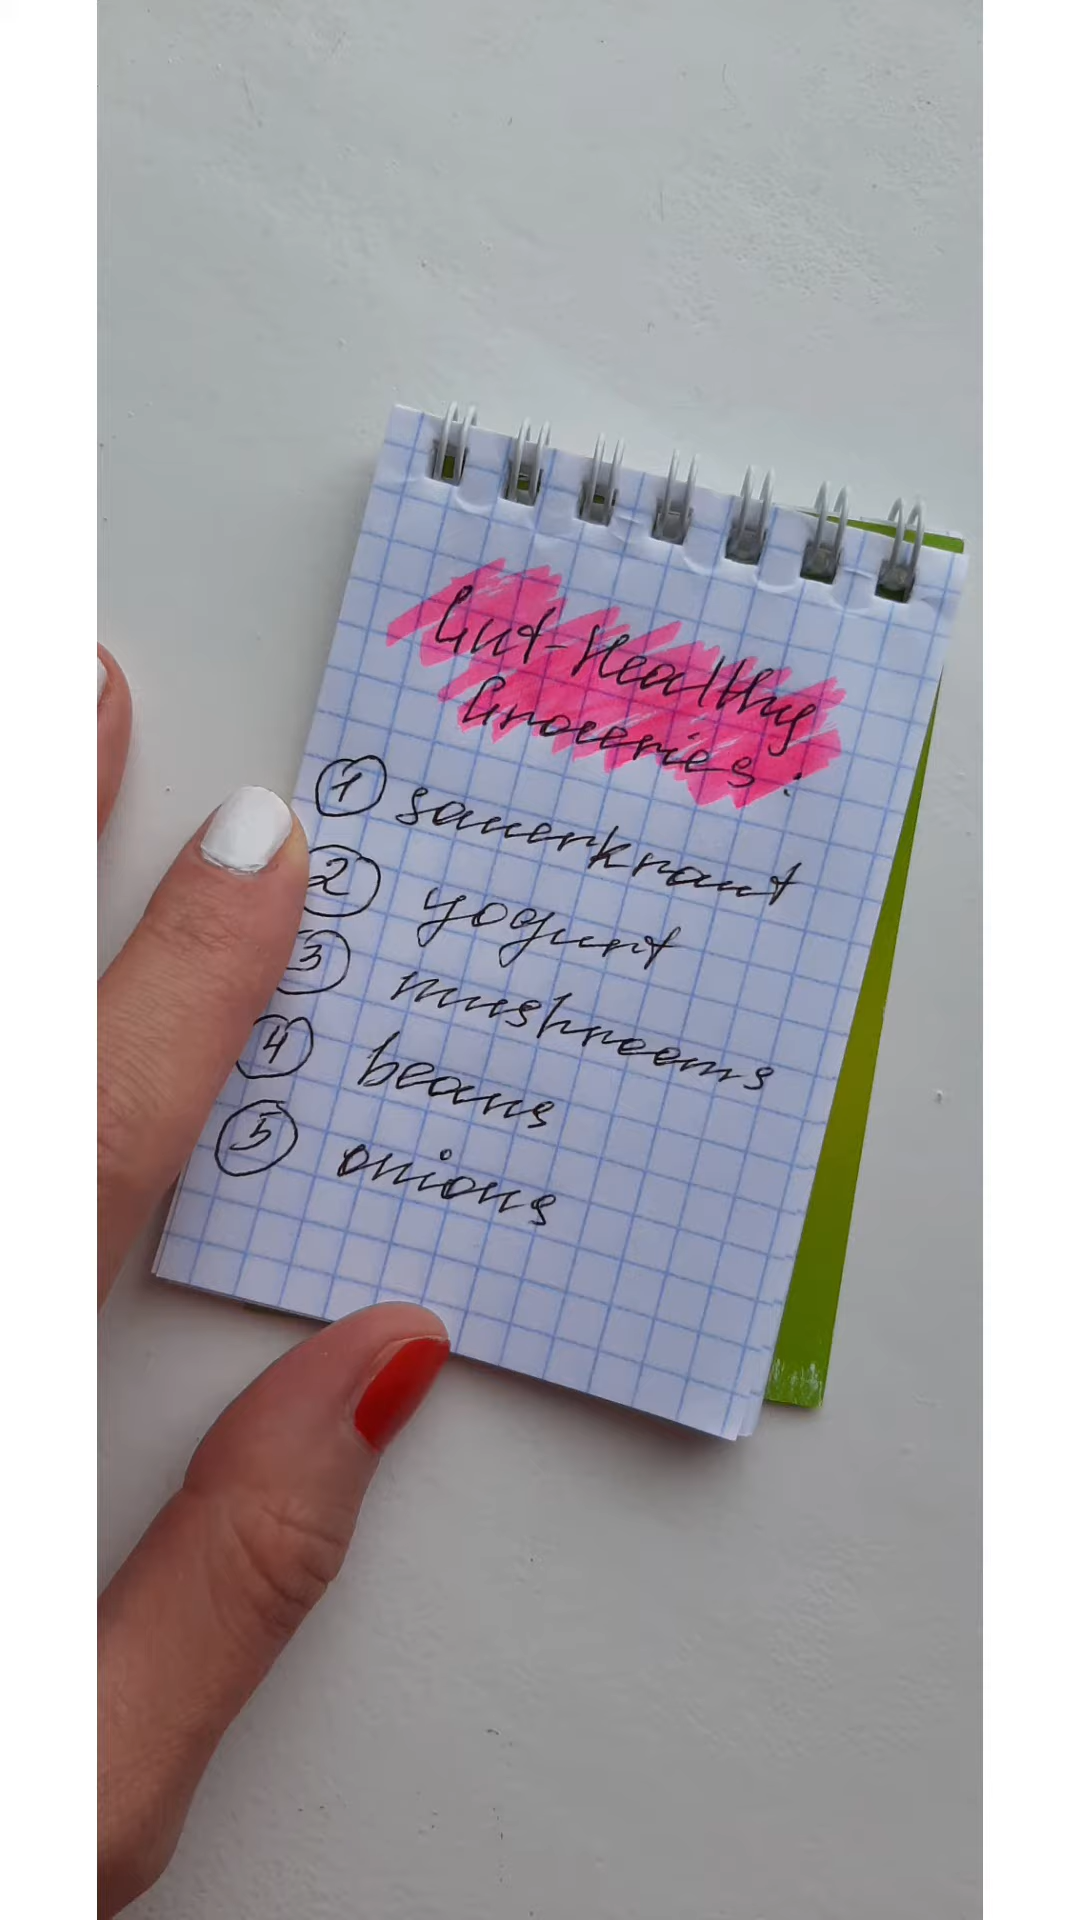 Gut-Healthy
Groceries:
1 sauerkraut
2 yogurt
3 mushrooms
4 beans
5 onions